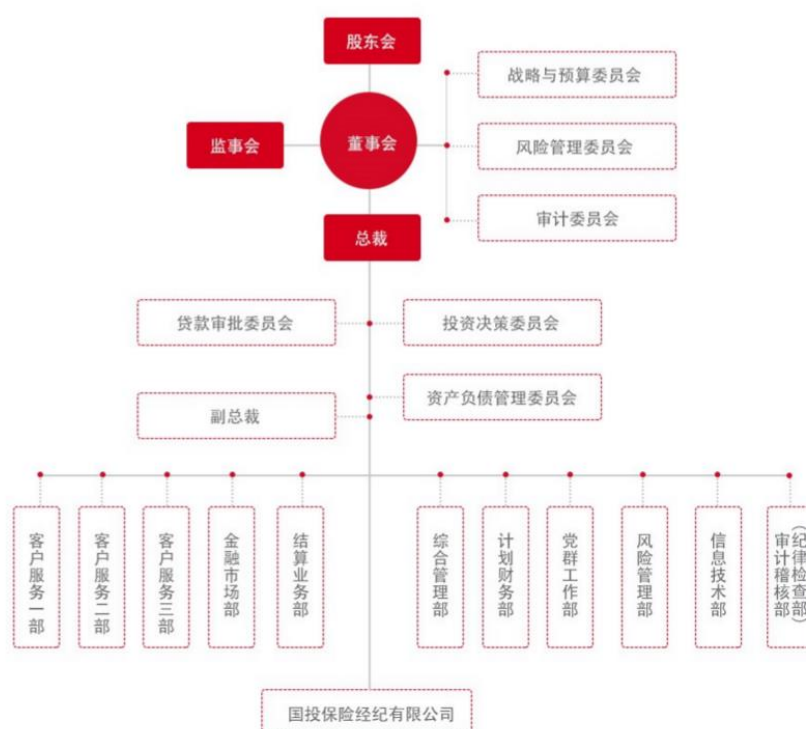 股东会
战略与预算委员会
监事会
董事会
风险管理委员会
审计委员会
总裁
贷款审批委员会
投资决策委员会
资产负债管理委员会
副总裁
客户服务一部
客户服务二部
客户服务三部
金融市场部
结算业务部
综合管理部
计划财务部
党群工作部
风险管理部
信息技术部
审计稽核部
（纪律检查部）
国投保险经纪有限公司